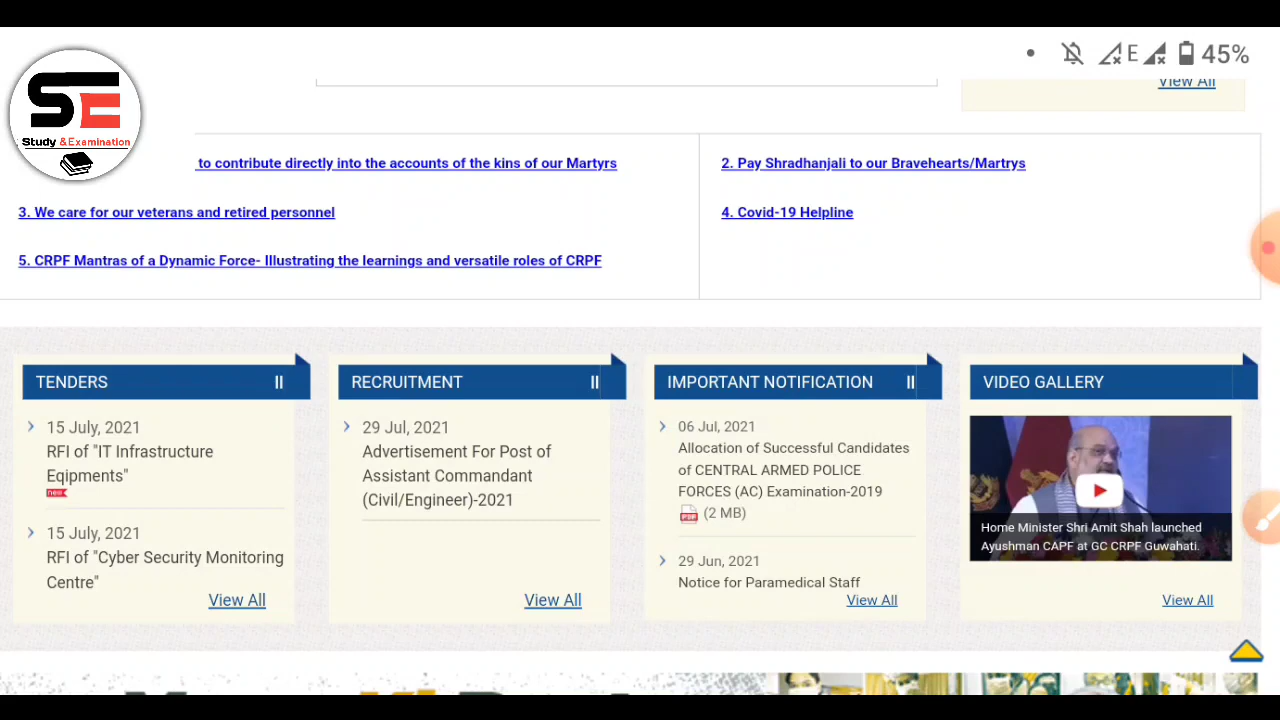 E 45%
View All
SE
Study &Examination
to contribute directly into the accounts of the kins of our Martyrs
2. Pay Shradhanjali to our Bravehearts/Martrys
3. We care for our veterans and retired personnel
4. Covid-19 Helpline
5. CRPF Mantras of a Dynamic Force- Illustrating the learnings and versatile roles of CRPF
TENDERS
15 July, 2021
RFI of "IT Infrastructure
Eqipments"
new
15 July, 2021
RFI of "Cyber Security Monitoring
Centre"
View All
RECRUITMENT
29 Jul, 2021
Advertisement For Post of
Assistant Commandant
(Civil/Engineer)-2021
View All
IMPORTANT NOTIFICATION
06 Jul, 2021
Allocation of Successful Candidates
of CENTRAL ARMED POLICE
FORCES (AC) Examination-2019
PDF (2 MB)
29 Jun, 2021
Notice for Paramedical Staff
View All
VIDEO GALLERY
Home Minister Shri Amit Shah launched
Ayushman CAPF at GC CRPF Guwahati.
View All